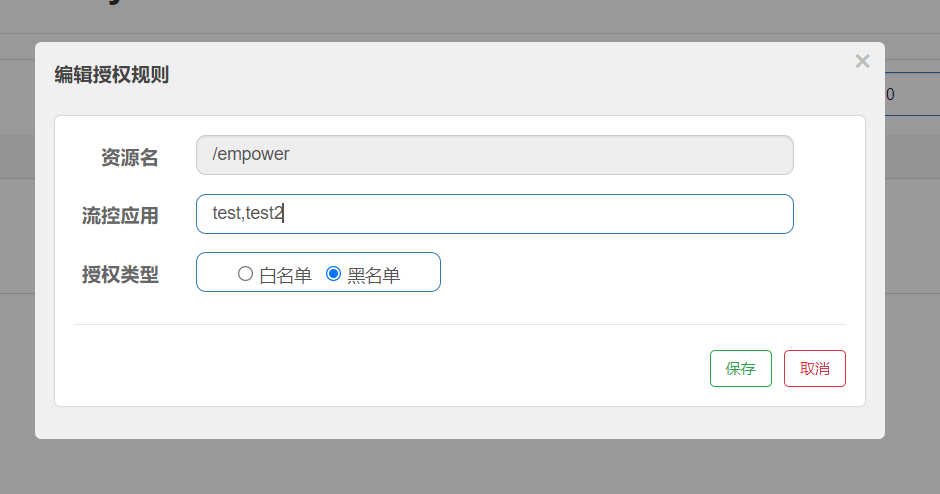 编辑授权规则
0
资源名 /empower
流控应用 test,test2
授权类型 白名单 黑名单
保存 取消